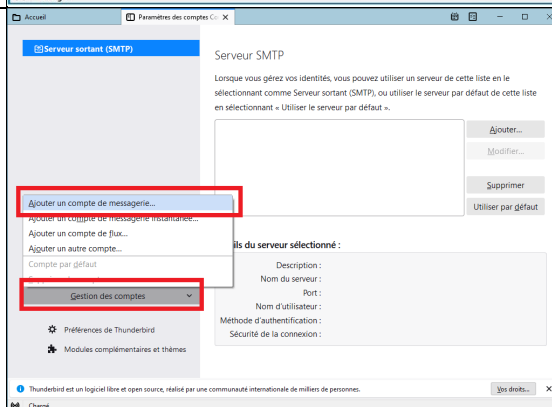 Accueil
Paramètres des comptes Co
Serveur sortant (SMTP)
Serveur SMTP
Lorsque vous gérez vos identités, vous pouvez utiliser un serveur de cette liste en le
sélectionnant comme Serveur sortant (SMTP), ou utiliser le serveur par défaut de cette liste
en sélectionnant « Utiliser le serveur par défaut ».
Ajouter...
Modifier...
Supprimer
Utiliser par défaut
Ajouter un compte de messagerie...
Ajouter un compte de messagerie instantanée...
Ajouter un compte de flux...
Ajouter un autre compte...
Compte par défaut
Gestion des comptes
ils du serveur sélectionné :
Description :
Nom du serveur :
Port :
Nom d'utilisateur :
Méthode d'authentification :
Sécurité de la connexion :
Préférences de Thunderbird
Modules complémentaires et thèmes
Thunderbird est un logiciel libre et open source, réalisé par une communauté internationale de milliers de personnes.
Vos droits...
Chargé